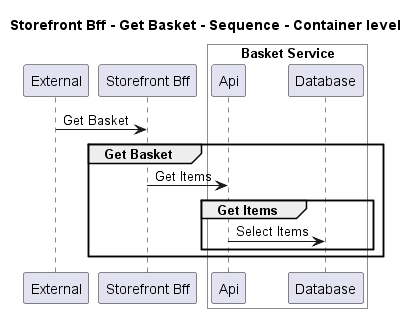 Storefront Bff - Get Basket - Sequence - Container level
Basket Service
External Storefront Bff Api Database
Get Basket
Get Basket
Get Items
Get Items
Select Items
External Storefront Bff Api Database